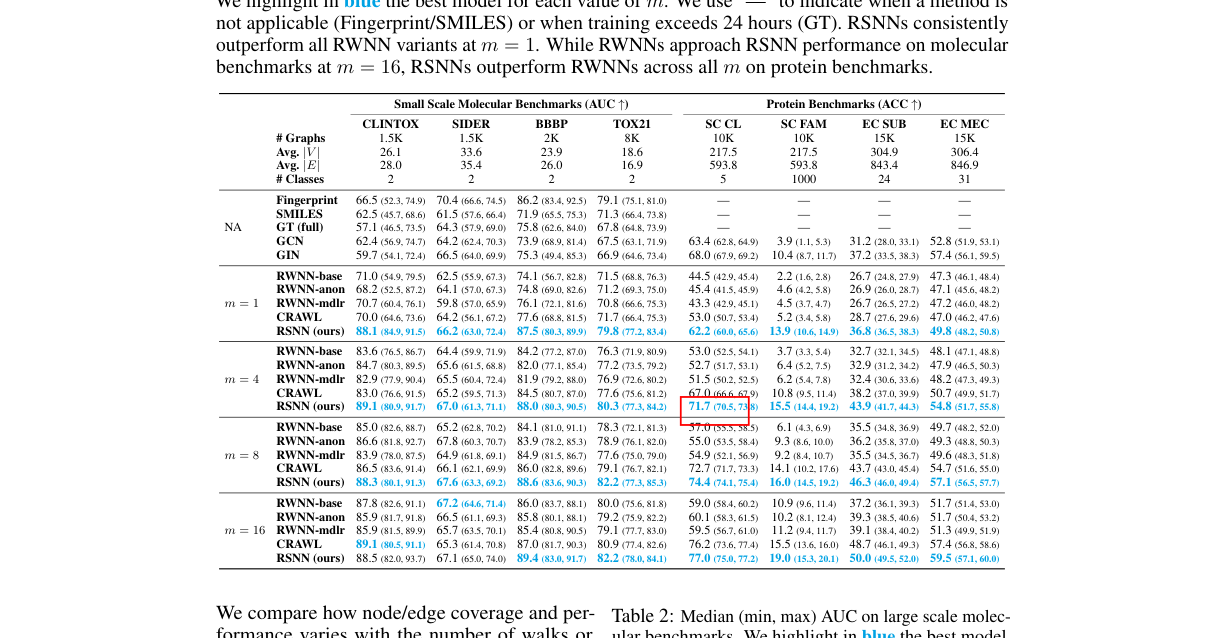 We highlight in blue the best model for each value of m. We use "—" to indicate when a method is
not applicable (Fingerprint/SMILES) or when training exceeds 24 hours (GT). RSNNs consistently
outperform all RWNN variants at m = 1. While RWNNs approach RSNN performance on molecular
benchmarks at m = 16, RSNNs outperform RWNNs across all m on protein benchmarks.
Small Scale Molecular Benchmarks (AUC ↑) Protein Benchmarks (ACC ↑)
CLINTOX SIDER BBBP TOX21 SC CL SC FAM EC SUB EC MEC
# Graphs 1.5K 1.5K 2K 8K 10K 10K 15K 15K
Avg. |V| 26.1 33.6 23.9 18.6 217.5 217.5 304.9 306.4
Avg. |E| 28.0 35.4 26.0 16.9 593.8 593.8 843.4 846.9
# Classes 2 2 2 2 5 1000 24 31
Fingerprint 66.5 (52.3, 74.9) 70.4 (66.6, 74.5) 86.2 (83.4, 92.5) 79.1 (75.1, 81.0) — — — —
SMILES 62.5 (45.7, 68.6) 61.5 (57.6, 66.4) 71.9 (65.5, 75.3) 71.3 (66.4, 73.8) — — — —
NA GT (full) 57.1 (46.5, 73.5) 64.3 (57.9, 69.0) 75.8 (62.6, 84.0) 67.8 (64.8, 73.9) — — — —
GCN 62.4 (56.9, 74.7) 64.2 (62.4, 70.3) 73.9 (68.9, 81.4) 67.5 (63.1, 71.9) 63.4 (62.8, 64.9) 3.9 (1.1, 5.3) 31.2 (28.0, 33.1) 52.8 (51.9, 53.1)
GIN 59.7 (54.1, 72.4) 66.5 (64.0, 69.9) 75.3 (49.4, 85.3) 66.9 (64.6, 73.4) 68.0 (67.9, 69.2) 10.4 (8.7, 11.7) 37.2 (33.5, 38.3) 57.4 (56.1, 59.5)
RWNN-base 71.0 (54.9, 79.5) 62.5 (55.9, 67.3) 74.1 (56.7, 82.8) 71.5 (68.8, 76.3) 44.5 (42.9, 45.4) 2.2 (1.6, 2.8) 26.7 (24.8, 27.9) 47.3 (46.1, 48.4)
RWNN-anon 68.2 (52.5, 87.2) 64.1 (57.0, 67.3) 74.8 (69.0, 82.6) 71.2 (69.3, 75.0) 45.4 (41.5, 45.9) 4.6 (4.2, 5.8) 26.9 (26.0, 28.7) 47.1 (45.6, 48.2)
m = 1 RWNN-mdlr 70.7 (60.4, 76.1) 59.8 (57.0, 65.9) 76.1 (72.1, 81.6) 70.8 (66.6, 75.3) 43.3 (42.9, 45.1) 4.5 (3.7, 4.7) 26.7 (26.5, 27.2) 47.2 (46.0, 48.2)
CRAWL 70.0 (64.6, 73.6) 64.2 (56.1, 67.2) 77.6 (68.8, 81.5) 71.7 (66.4, 75.3) 53.0 (50.7, 53.4) 5.2 (3.4, 5.8) 28.7 (27.6, 29.6) 47.0 (46.2, 47.6)
RSNN (ours) 88.1 (84.9, 91.5) 66.2 (63.0, 72.4) 87.5 (80.3, 89.9) 79.8 (77.2, 83.4) 62.2 (60.0, 65.6) 13.9 (10.6, 14.9) 36.8 (36.5, 38.3) 49.8 (48.2, 50.8)
RWNN-base 83.6 (76.5, 86.7) 64.4 (59.9, 71.9) 84.2 (77.2, 87.0) 76.3 (71.9, 80.9) 53.0 (52.5, 54.1) 3.7 (3.3, 5.4) 32.7 (32.1, 34.5) 48.1 (47.1, 48.8)
RWNN-anon 84.7 (80.3, 89.5) 65.6 (61.5, 68.8) 82.0 (77.1, 85.4) 77.2 (73.5, 79.2) 52.7 (51.7, 53.1) 6.4 (5.2, 7.5) 32.9 (31.2, 34.2) 47.9 (46.5, 50.3)
m = 4 RWNN-mdlr 82.9 (77.9, 90.4) 65.5 (60.4, 72.4) 81.9 (79.2, 88.0) 76.9 (72.6, 80.2) 51.5 (50.2, 52.5) 6.2 (5.4, 7.8) 32.4 (30.6, 33.6) 48.2 (47.3, 49.3)
CRAWL 83.0 (76.6, 91.5) 65.2 (59.5, 71.3) 84.5 (80.7, 87.0) 77.6 (75.6, 81.2) 67.0 (66.6, 67.9) 10.8 (9.5, 11.4) 38.2 (37.0, 39.9) 50.7 (49.9, 51.7)
RSNN (ours) 89.1 (80.9, 91.7) 67.0 (61.3, 71.1) 88.0 (80.3, 90.5) 80.3 (77.3, 84.2) 71.7 (70.5, 73.8) 15.5 (14.4, 19.2) 43.9 (41.7, 44.3) 54.8 (51.7, 55.8)
RWNN-base 85.0 (82.6, 88.7) 65.2 (62.8, 70.2) 84.1 (81.0, 91.1) 78.3 (72.1, 81.3) 57.0 (55.5, 58.5) 6.1 (4.3, 6.9) 35.5 (34.8, 36.9) 49.7 (48.2, 52.0)
RWNN-anon 86.6 (81.8, 92.7) 67.8 (60.3, 70.7) 83.9 (78.2, 85.3) 78.9 (76.1, 82.0) 55.0 (53.5, 58.4) 9.3 (8.6, 10.0) 36.2 (35.8, 37.0) 49.3 (48.8, 50.3)
m = 8 RWNN-mdlr 83.9 (78.0, 87.5) 64.9 (61.8, 69.1) 84.9 (81.5, 86.7) 77.6 (75.0, 79.0) 54.9 (52.1, 56.9) 9.2 (8.4, 10.7) 35.5 (34.5, 36.7) 49.6 (48.3, 51.8)
CRAWL 86.5 (83.6, 91.4) 66.1 (62.1, 69.9) 86.0 (82.8, 89.6) 79.1 (76.7, 82.1) 72.7 (71.7, 73.3) 14.1 (10.2, 17.6) 43.7 (43.0, 45.4) 54.7 (51.6, 55.0)
RSNN (ours) 88.3 (80.1, 91.3) 67.6 (63.3, 69.2) 88.6 (83.6, 90.3) 82.2 (77.3, 85.3) 74.4 (74.1, 75.4) 16.0 (14.5, 19.2) 46.3 (46.0, 49.4) 57.1 (56.5, 57.7)
RWNN-base 87.8 (82.6, 91.1) 67.2 (64.6, 71.4) 86.0 (83.7, 88.1) 80.0 (75.6, 81.8) 59.0 (58.4, 60.2) 10.9 (9.6, 11.4) 37.2 (36.1, 39.3) 51.7 (51.4, 53.0)
RWNN-anon 85.9 (81.7, 91.8) 66.5 (61.1, 69.3) 85.8 (80.1, 88.1) 79.2 (75.9, 82.2) 60.1 (58.3, 61.5) 10.2 (8.1, 12.4) 39.3 (38.5, 40.6) 51.7 (50.4, 53.2)
m = 16 RWNN-mdlr 85.9 (81.5, 89.9) 65.7 (63.5, 70.1) 85.4 (80.8, 90.5) 79.1 (77.7, 83.0) 59.5 (56.7, 61.0) 11.2 (9.4, 11.7) 39.1 (38.4, 40.2) 51.3 (49.9, 51.9)
CRAWL 89.1 (80.5, 91.1) 65.3 (61.4, 70.8) 87.0 (81.7, 90.3) 80.9 (77.4, 82.6) 76.2 (73.6, 77.4) 15.5 (13.6, 16.0) 48.7 (46.1, 49.3) 57.4 (56.8, 58.6)
RSNN (ours) 88.5 (82.0, 93.7) 67.1 (65.0, 74.0) 89.4 (83.0, 91.7) 82.2 (78.0, 84.1) 77.0 (75.0, 77.2) 19.0 (15.3, 20.1) 50.0 (49.5, 52.0) 59.5 (57.1, 60.0)
We compare how node/edge coverage and per-
formance varies with the number of walks or
Table 2: Median (min, max) AUC on large scale molec-
ular benchmarks. We highlight in blue the best model